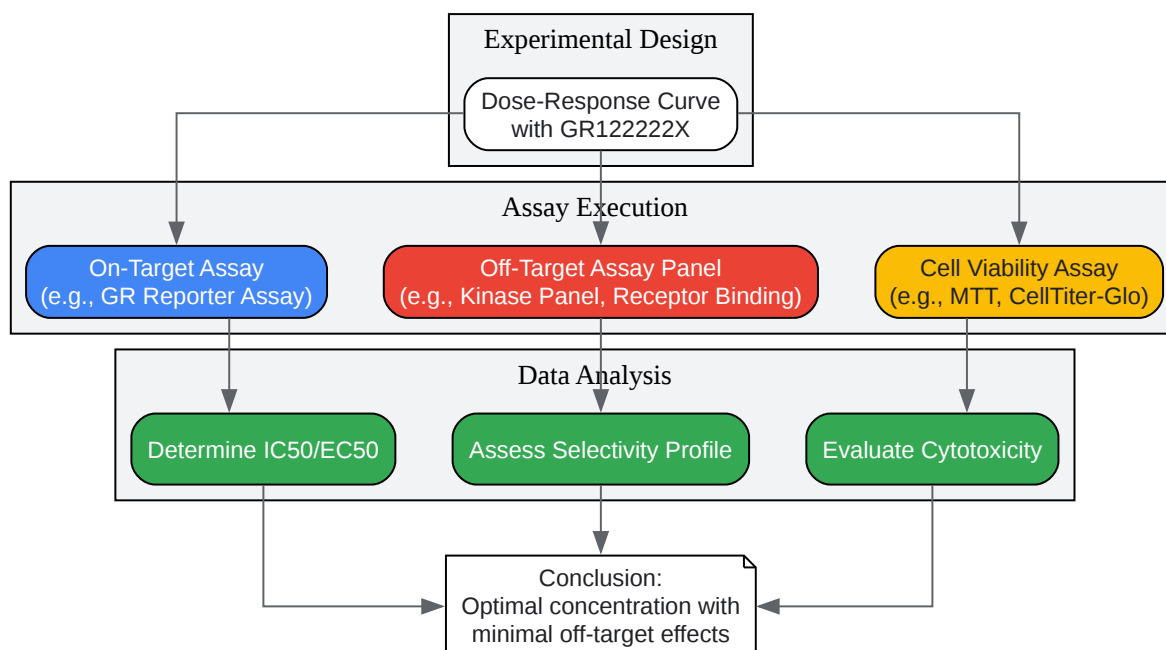 Experimental Design
Dose-Response Curve
with GR122222X
Assay Execution
On-Target Assay
(e.g., GR Reporter Assay)
Off-Target Assay Panel
(e.g., Kinase Panel, Receptor Binding)
Cell Viability Assay
(e.g., MTT, CellTiter-Glo)
Data Analysis
Determine IC50/EC50
Assess Selectivity Profile
Evaluate Cytotoxicity
Conclusion:
Optimal concentration with
minimal off-target effects